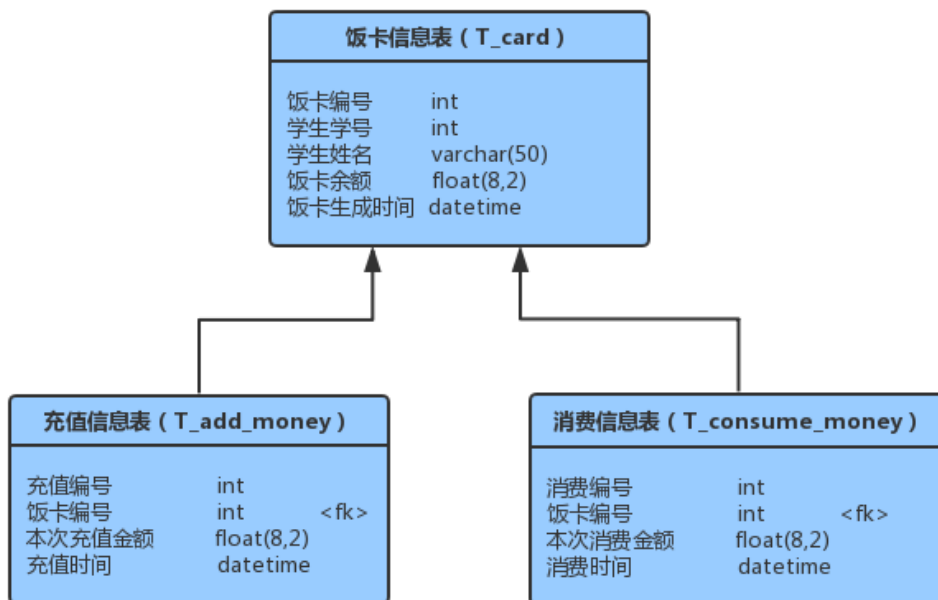 饭卡信息表（T_card）
饭卡编号 int
学生学号 int
学生姓名 varchar(50)
饭卡余额 float(8,2)
饭卡生成时间 datetime
充值信息表（T_add_money）
充值编号 int
饭卡编号 int <fk>
本次充值金额 float(8,2)
充值时间 datetime
消费信息表（T_consume_money）
消费编号 int
饭卡编号 int <fk>
本次消费金额 float(8,2)
消费时间 datetime